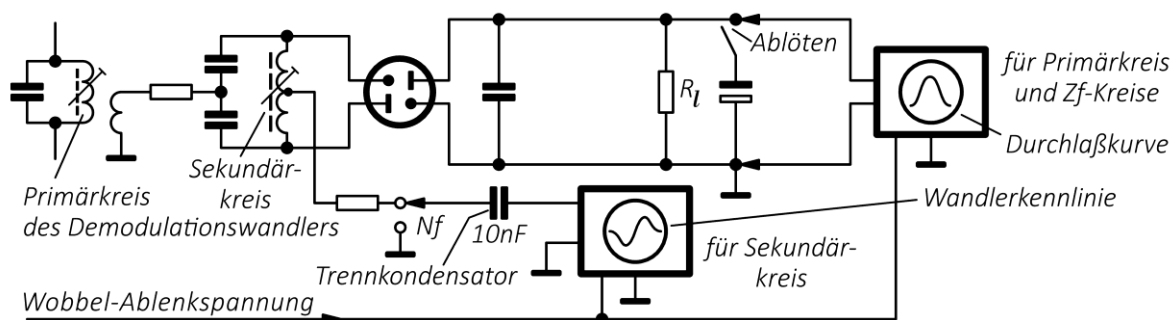 Ablöten
für Primärkreis
und Zf-Kreise
Durchlaßkurve
R_l
Sekundär-
kreis
Primärkreis
des Demodulationswandlers
Nf
10nF
Trennkondensator
Wandlerkennlinie
für Sekundär-
kreis
Wobbel-Ablenkspannung